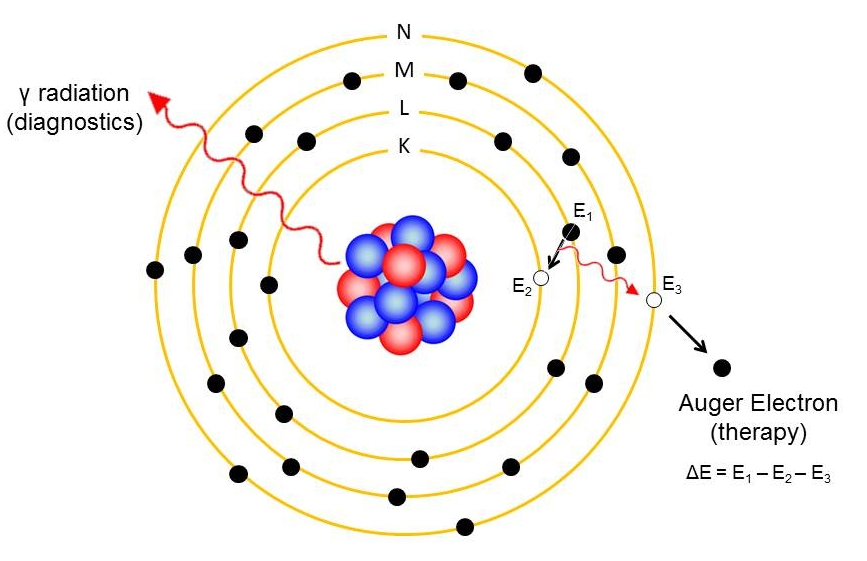 N
M
L
K
γ radiation
(diagnostics)
E₁
E₂
E₃
Auger Electron
(therapy)
ΔE = E₁ – E₂ – E₃